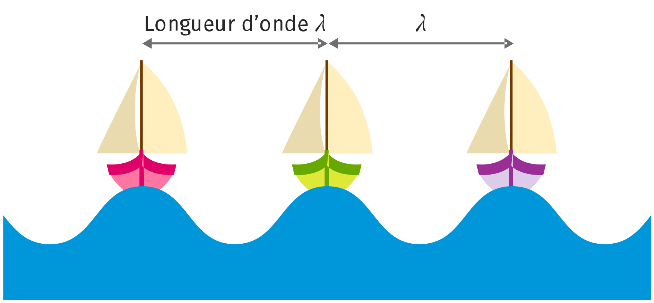 Longueur d’onde λ λ